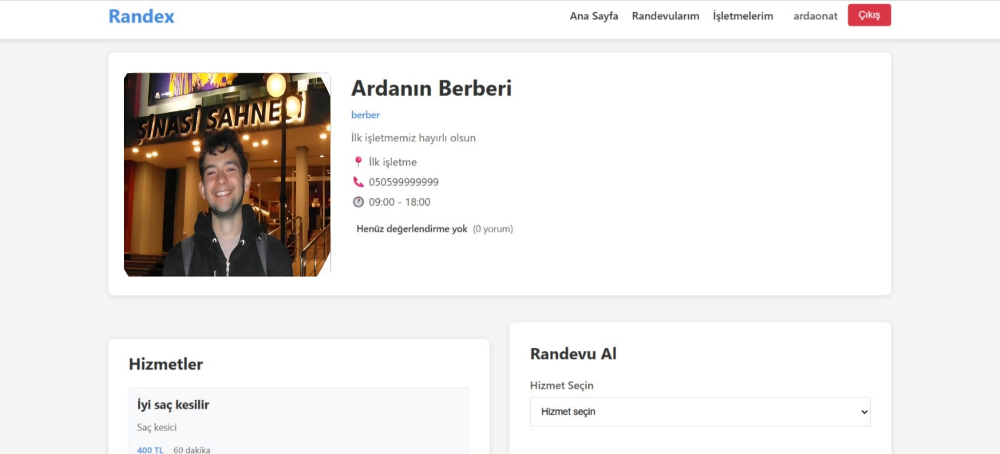 Randex
Ana Sayfa Randevularım İşletmelerim ardaonat Çıkış
ŞİNASİ SAHNESİ
Ardanın Berberi
berber
İlk işletmemiz hayırlı olsun
İlk işletme
050599999999
09:00 - 18:00
Henüz değerlendirme yok (0 yorum)
Hizmetler
İyi saç kesilir
Saç kesici
400 TL 60 dakika
Randevu Al
Hizmet Seçin
Hizmet seçin